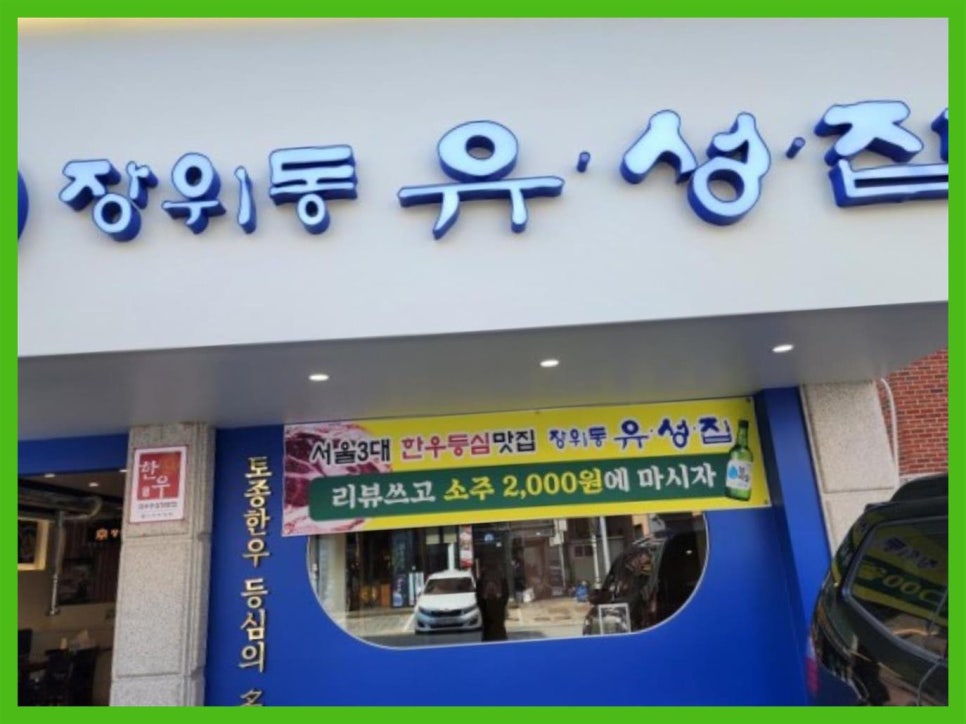 장위동 유·성·집
서울3대 한우등심맛집 장위동 유·성·집
리뷰쓰고 소주 2,000원에 마시자
한우
토종한우 등심의 名